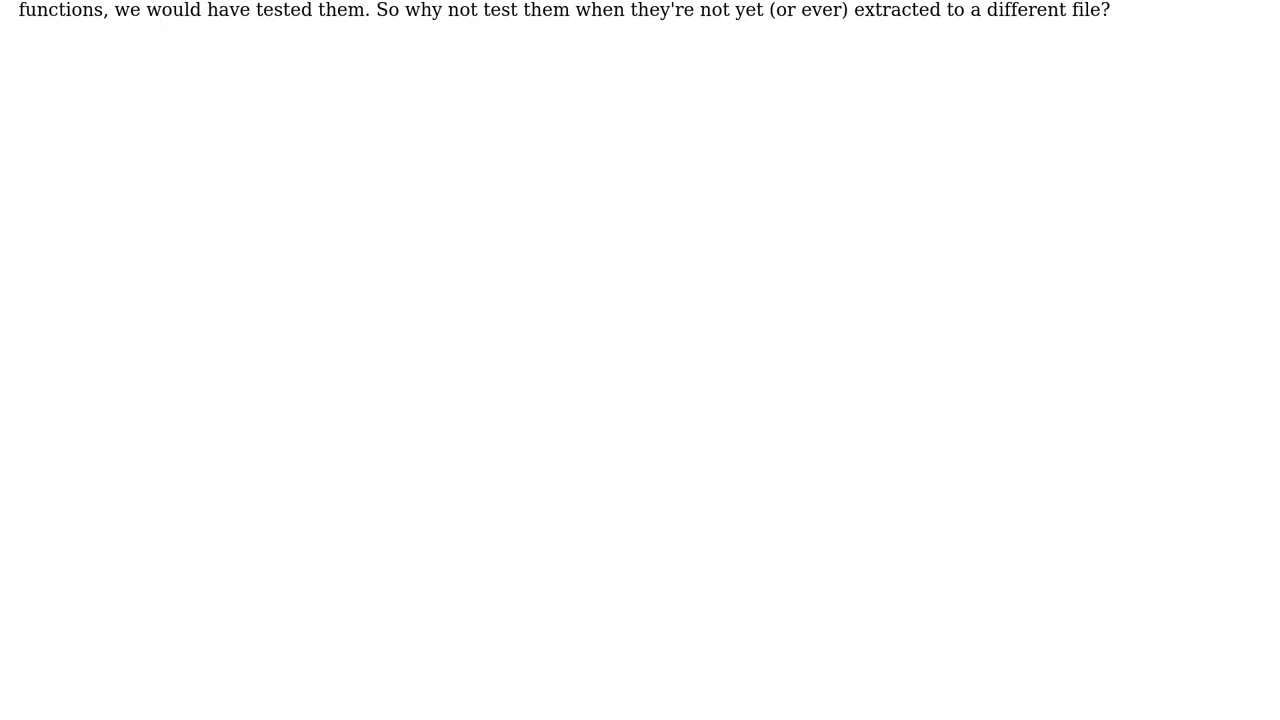 functions, we would have tested them. So why not test them when they're not yet (or ever) extracted to a different file?